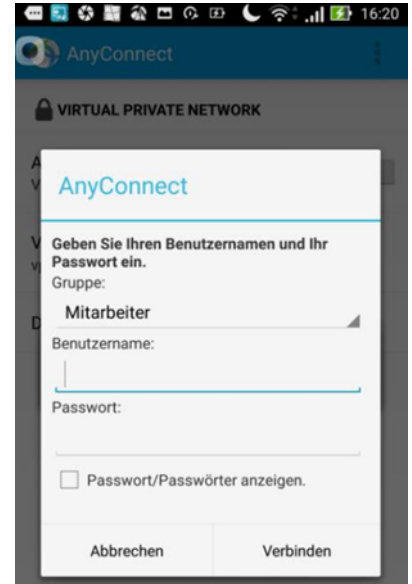 16:20
AnyConnect
VIRTUAL PRIVATE NETWORK
A
V
AnyConnect
V
Geben Sie Ihren Benutzernamen und Ihr
Passwort ein.
Gruppe:
Mitarbeiter
D
Benutzername:
Passwort:
Passwort/Passwörter anzeigen.
Abbrechen
Verbinden